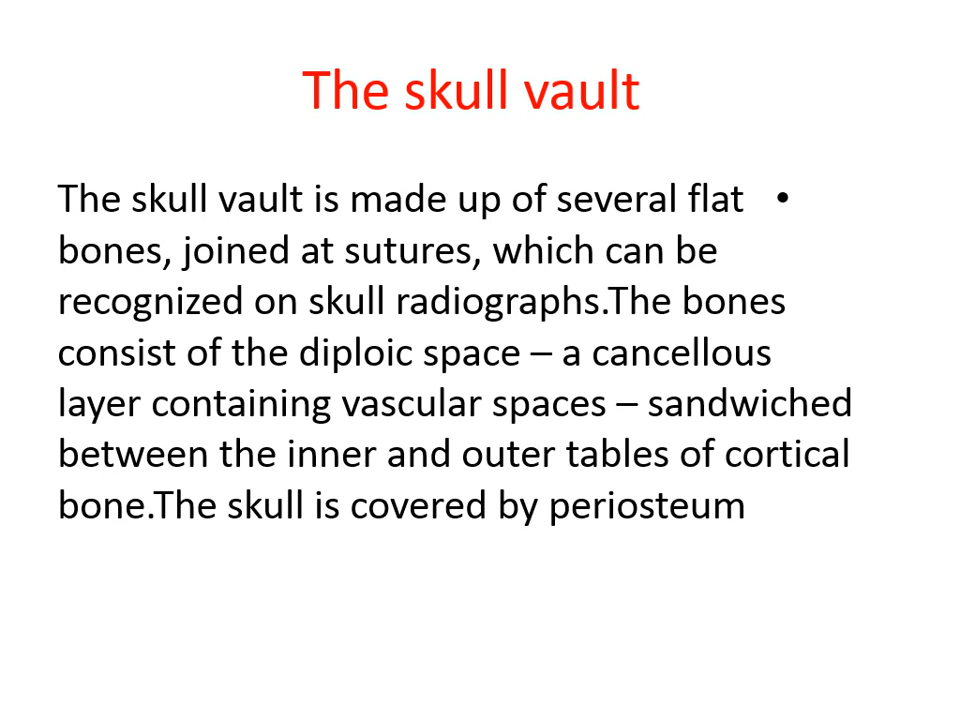 The skull vault
The skull vault is made up of several flat •
bones, joined at sutures, which can be
recognized on skull radiographs.The bones
consist of the diploic space – a cancellous
layer containing vascular spaces – sandwiched
between the inner and outer tables of cortical
bone.The skull is covered by periosteum